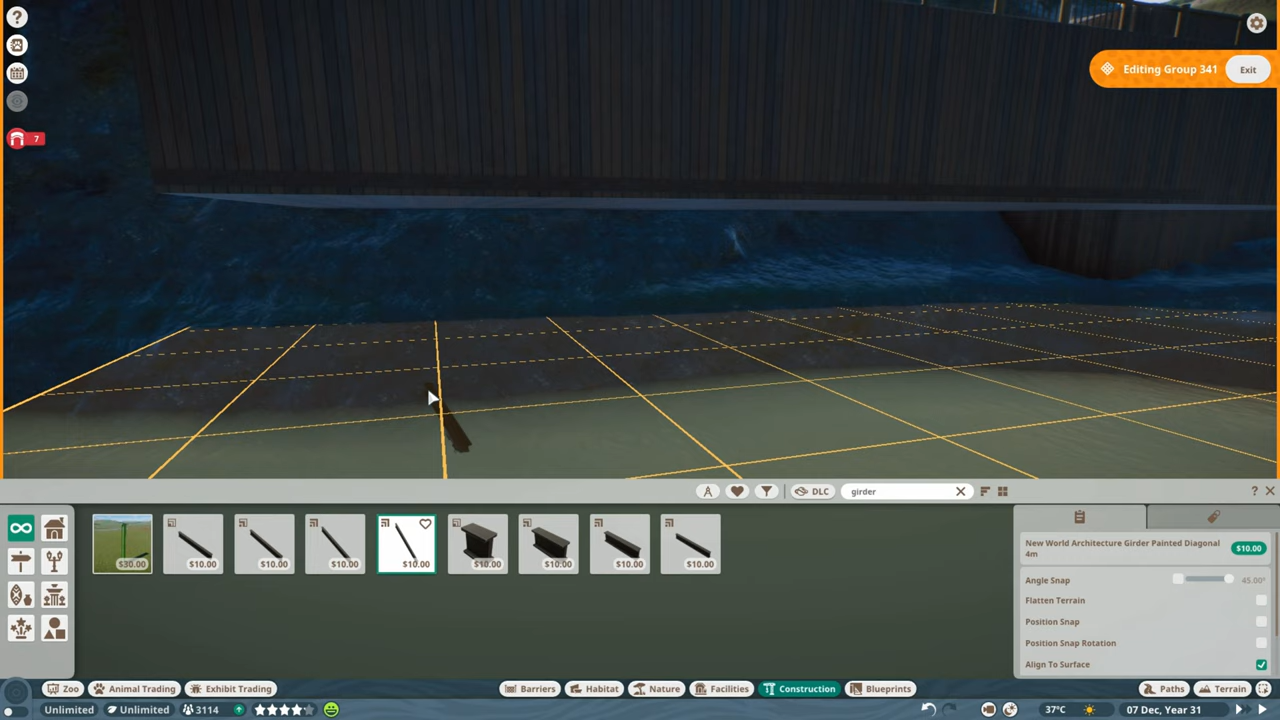 ?
Editing Group 341
Exit
7
DLC
girder
?
$30.00
$10.00
$10.00
$10.00
$10.00
$10.00
$10.00
$10.00
$10.00
New World Architecture Girder Painted Diagonal
4m
$10.00
Angle Snap
45.00°
Flatten Terrain
Position Snap
Position Snap Rotation
Align To Surface
Zoo
Animal Trading
Exhibit Trading
Barriers
Habitat
Nature
Facilities
Construction
Blueprints
Paths
Terrain
Unlimited
Unlimited
3114
37°C
07 Dec, Year 31